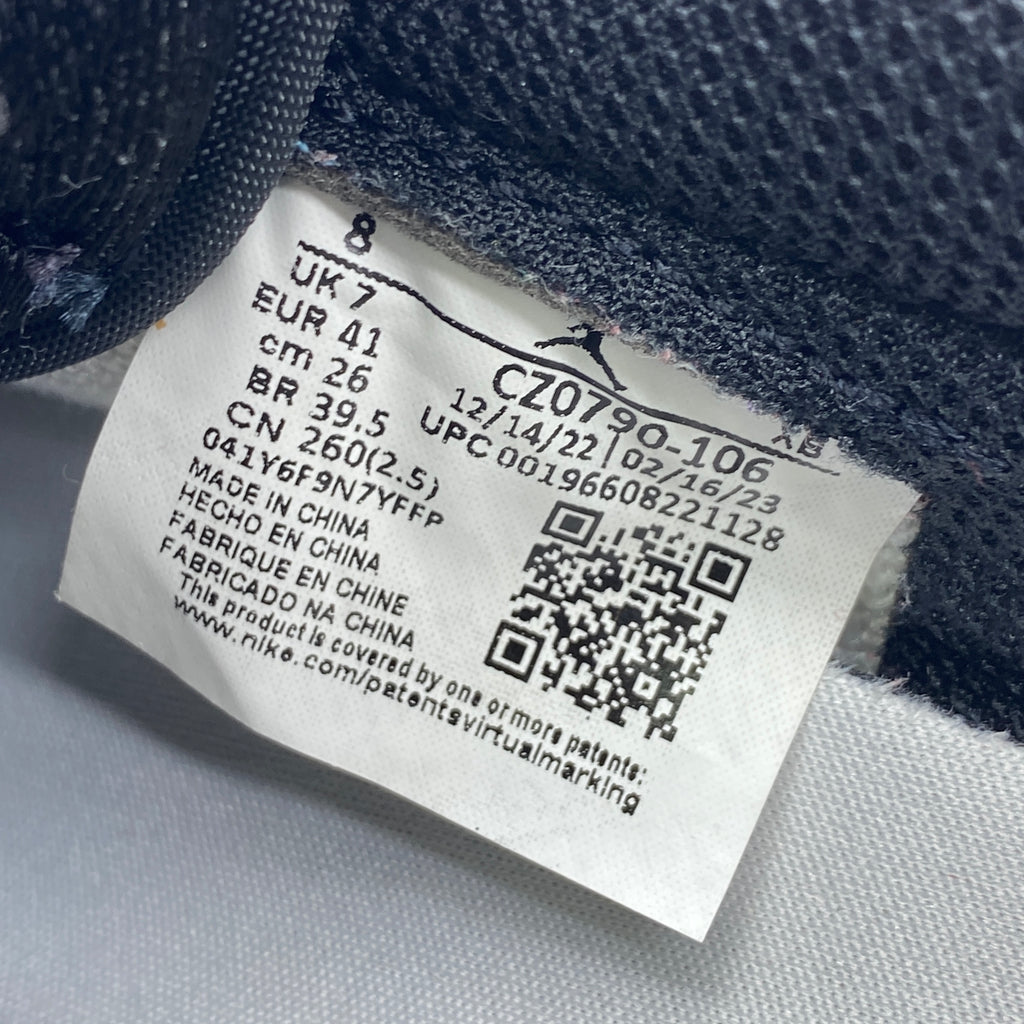 8
UK 7
EUR 41
cm 26
BR 39.5
CN 260(2.5)
041Y6F9N7YFFP
MADE IN CHINA
HECHO EN CHINA
FABRIQUE EN CHINE
FABRICADO NA CHINA
This product is covered by one or more patents:
www.nike.com/patentsvirtualmarking
XB
CZ0790-106
12/14/22 | 02/16/23
UPC 00196608221128